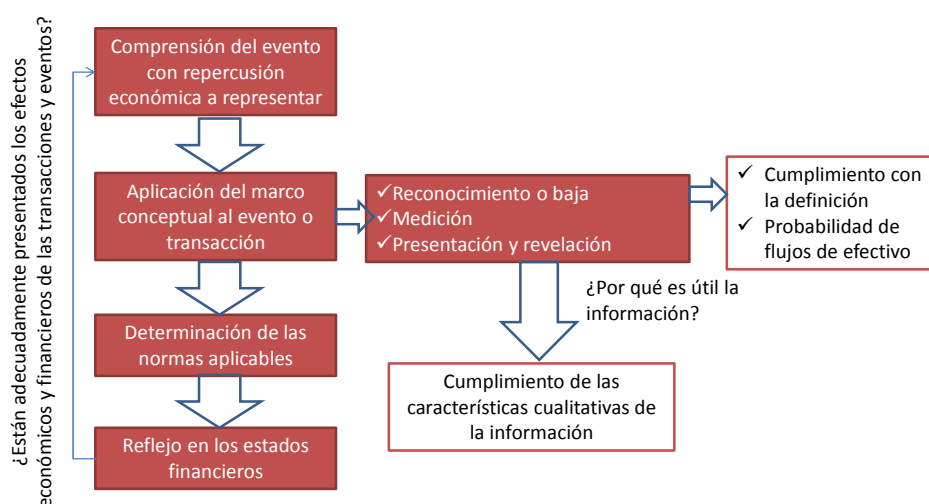 ¿Están adecuadamente presentados los efectos
económicos y financieros de las transacciones y eventos?
Comprensión del evento
con repercusión
económica a representar
Aplicación del marco
conceptual al evento o
transacción
✓Reconocimiento o baja
✓Medición
✓Presentación y revelación
✓ Cumplimiento con
la definición
✓ Probabilidad de
flujos de efectivo
¿Por qué es útil la
información?
Determinación de las
normas aplicables
Cumplimiento de las
características cualitativas de
la información
Reflejo en los estados
financieros